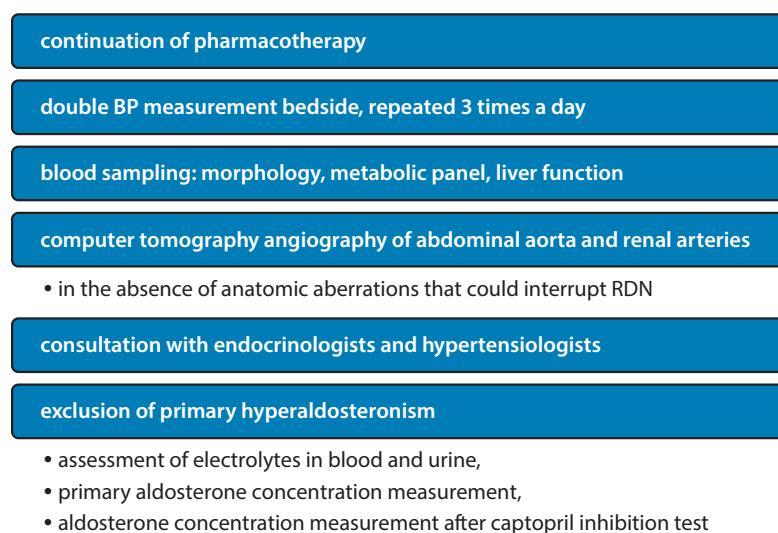 continuation of pharmacotherapy
double BP measurement bedside, repeated 3 times a day
blood sampling: morphology, metabolic panel, liver function
computer tomography angiography of abdominal aorta and renal arteries
• in the absence of anatomic aberrations that could interrupt RDN
consultation with endocrinologists and hypertensiologists
exclusion of primary hyperaldosteronism
• assessment of electrolytes in blood and urine,
• primary aldosterone concentration measurement,
• aldosterone concentration measurement after captopril inhibition test